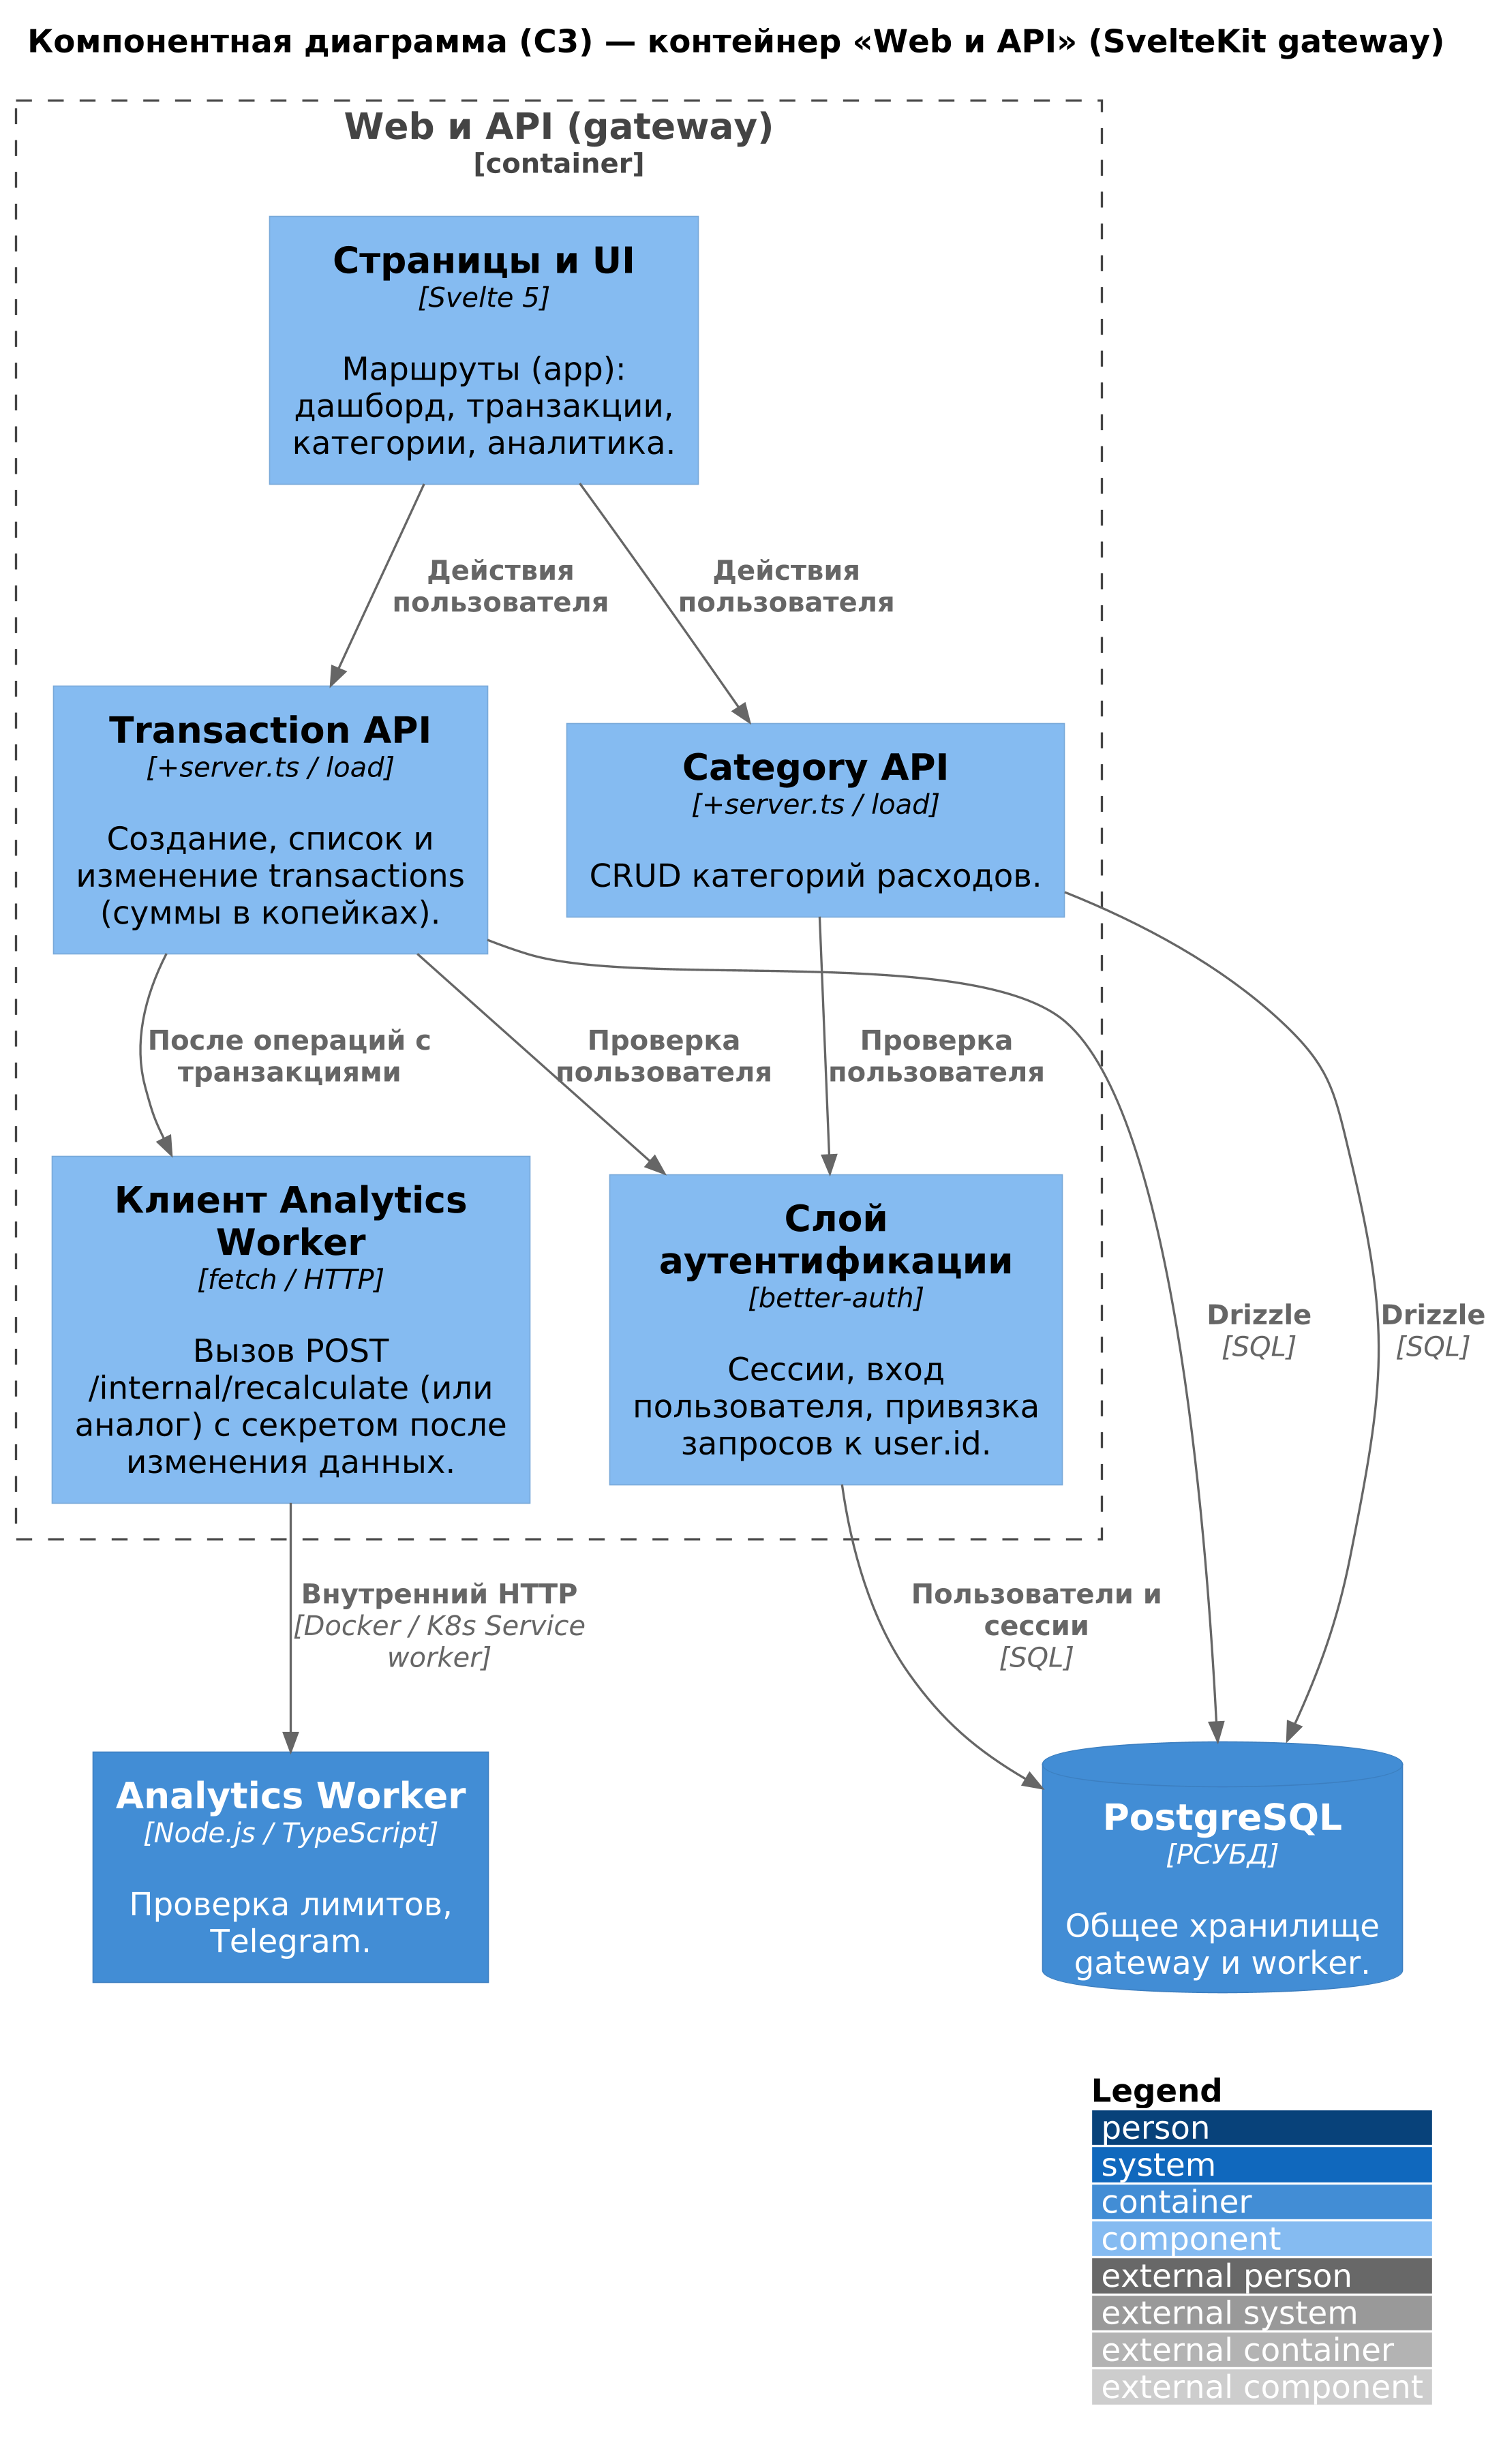 Компонентная диаграмма (C3) — контейнер «Web и API» (SvelteKit gateway)
Web и API (gateway)
[container]
Страницы и UI
[Svelte 5]
Маршруты (app):
дашборд, транзакции,
категории, аналитика.
Действия
пользователя
Действия
пользователя
Transaction API
[+server.ts / load]
Создание, список и
изменение transactions
(суммы в копейках).
Category API
[+server.ts / load]
CRUD категорий расходов.
После операций с
транзакциями
Проверка
пользователя
Проверка
пользователя
Клиент Analytics
Worker
[fetch / HTTP]
Вызов POST
/internal/recalculate (или
аналог) с секретом после
изменения данных.
Слой
аутентификации
[better-auth]
Сессии, вход
пользователя, привязка
запросов к user.id.
Drizzle
[SQL]
Drizzle
[SQL]
Внутренний HTTP
[Docker / K8s Service
worker]
Пользователи и
сессии
[SQL]
Analytics Worker
[Node.js / TypeScript]
Проверка лимитов,
Telegram.
PostgreSQL
[РСУБД]
Общее хранилище
gateway и worker.
Legend
person
system
container
component
external person
external system
external container
external component